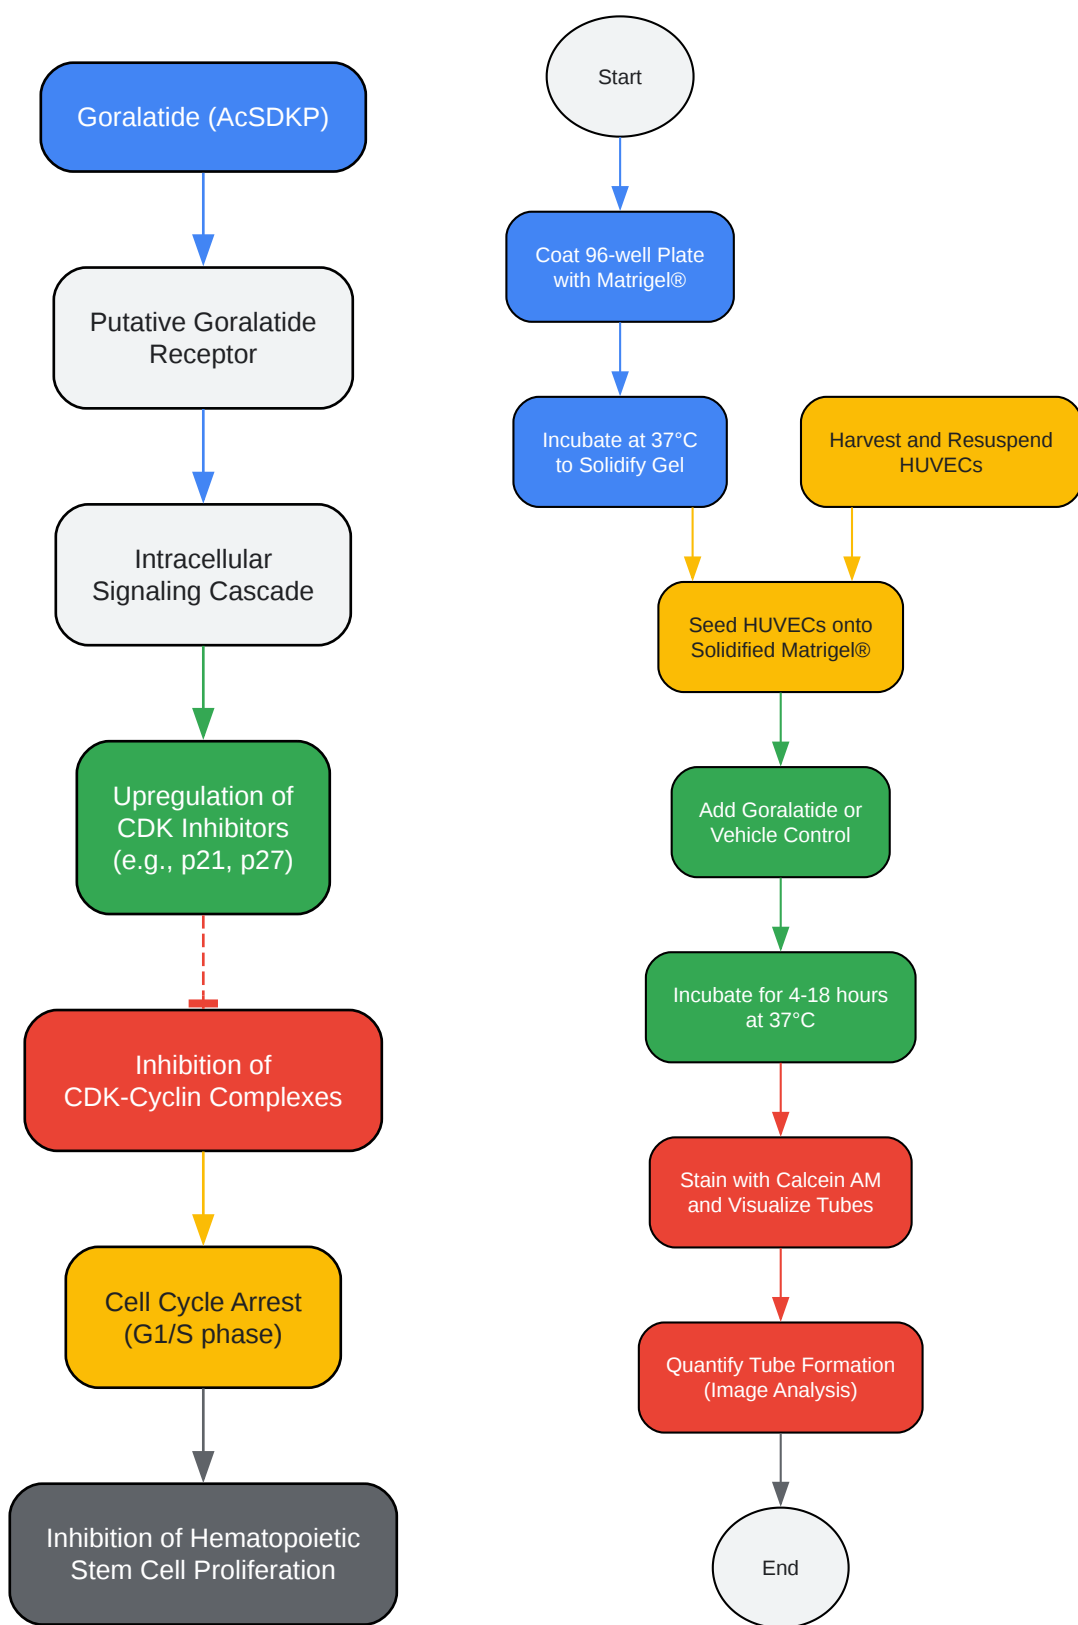 Goralatide (AcSDKP)
Putative Goralatide
Receptor
Intracellular
Signaling Cascade
Upregulation of
CDK Inhibitors
(e.g., p21, p27)
Inhibition of
CDK-Cyclin Complexes
Cell Cycle Arrest
(G1/S phase)
Inhibition of Hematopoietic
Stem Cell Proliferation
Start
Coat 96-well Plate
with Matrigel®
Incubate at 37°C
to Solidify Gel
Harvest and Resuspend
HUVECs
Seed HUVECs onto
Solidified Matrigel®
Add Goralatide or
Vehicle Control
Incubate for 4-18 hours
at 37°C
Stain with Calcein AM
and Visualize Tubes
Quantify Tube Formation
(Image Analysis)
End